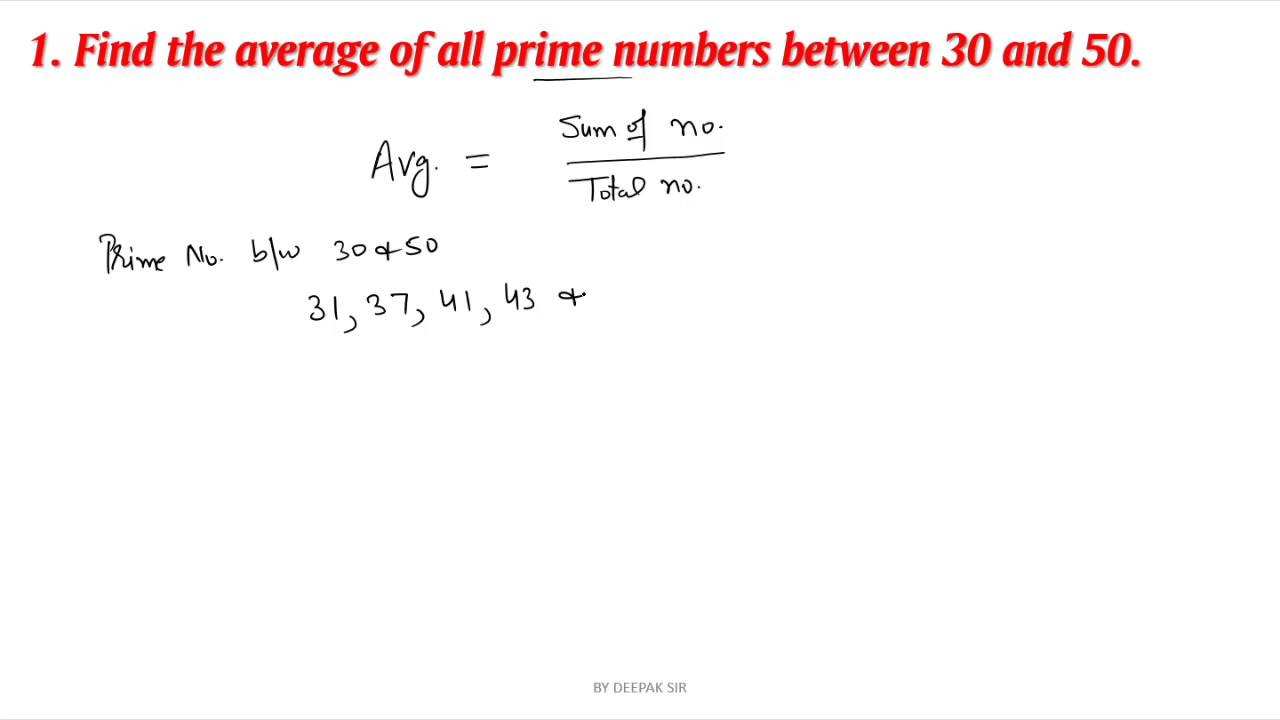 1. Find the average of all prime numbers between 30 and 50.
Avg. = Sum of no.
Total no.
Prime No. b/w 30 & 50
31, 37, 41, 43 &
BY DEEPAK SIR